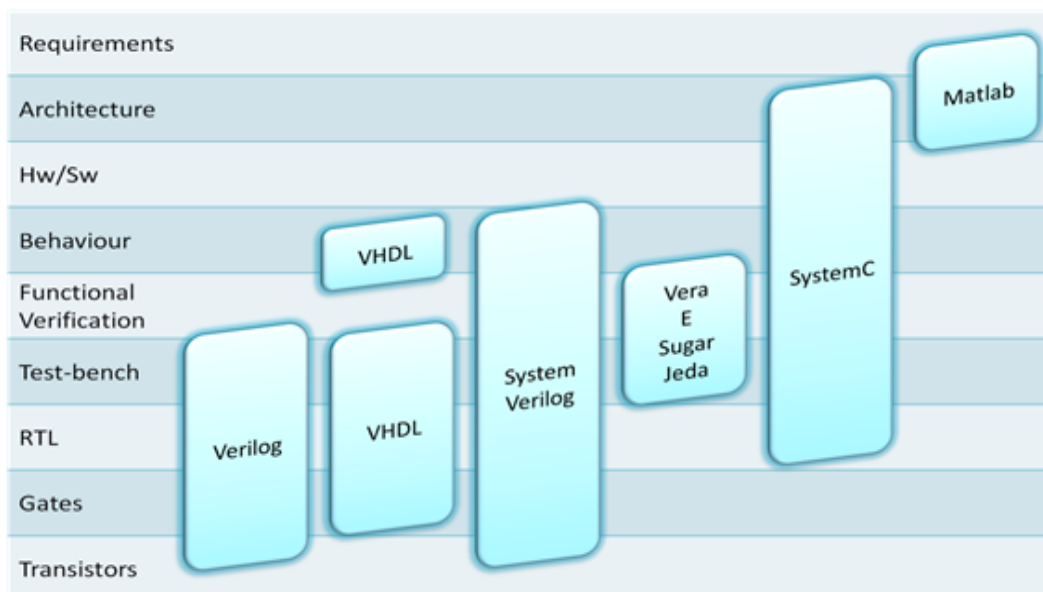 Requirements
Architecture
Hw/Sw
Behaviour
Functional
Verification
Test-bench
RTL
Gates
Transistors
Verilog
VHDL
VHDL
System
Verilog
Vera
E
Sugar
Jeda
SystemC
Matlab